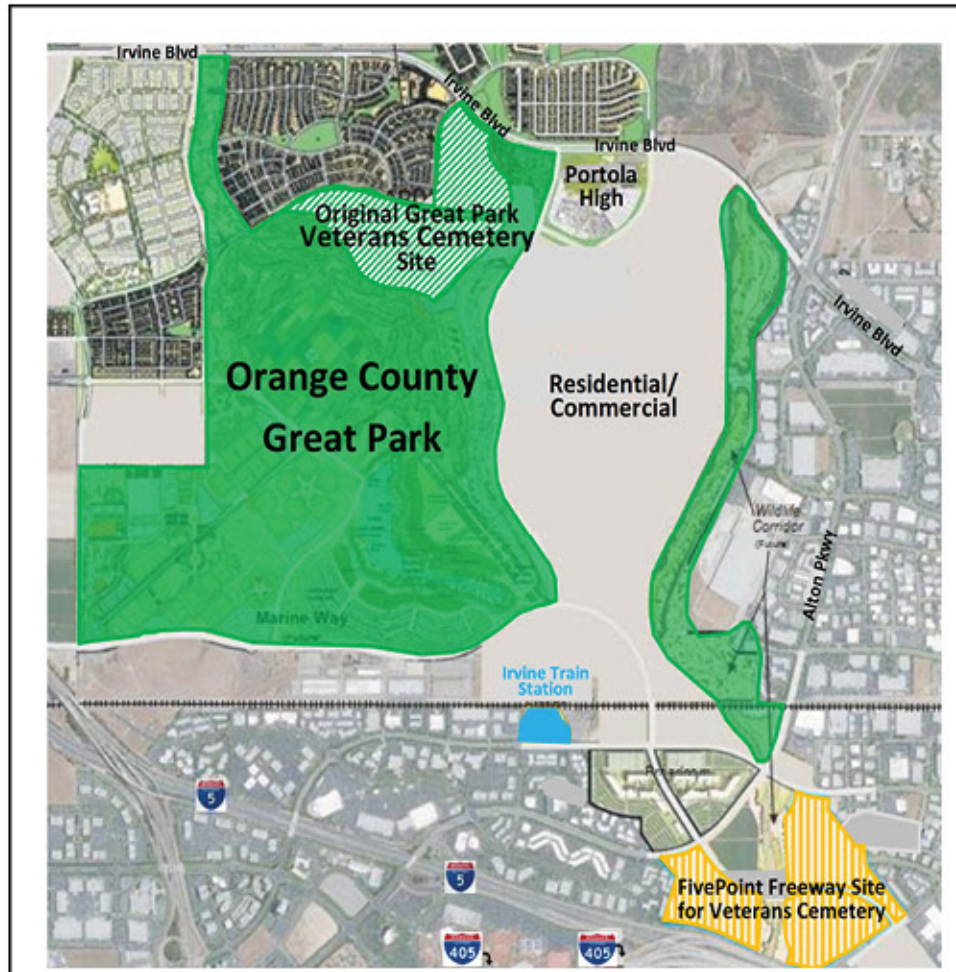 Irvine Blvd
Irvine Blvd
Irvine Blvd
Portola
High
Original Great Park
Veterans Cemetery
Site
Irvine Blvd
Orange County
Great Park
Residential/
Commercial
Wildlife
Corridor
(Future)
Alton Pkwy
Marine Way
(Future)
Irvine Train
Station
5
5
FivePoint Freeway Site
for Veterans Cemetery
405
405